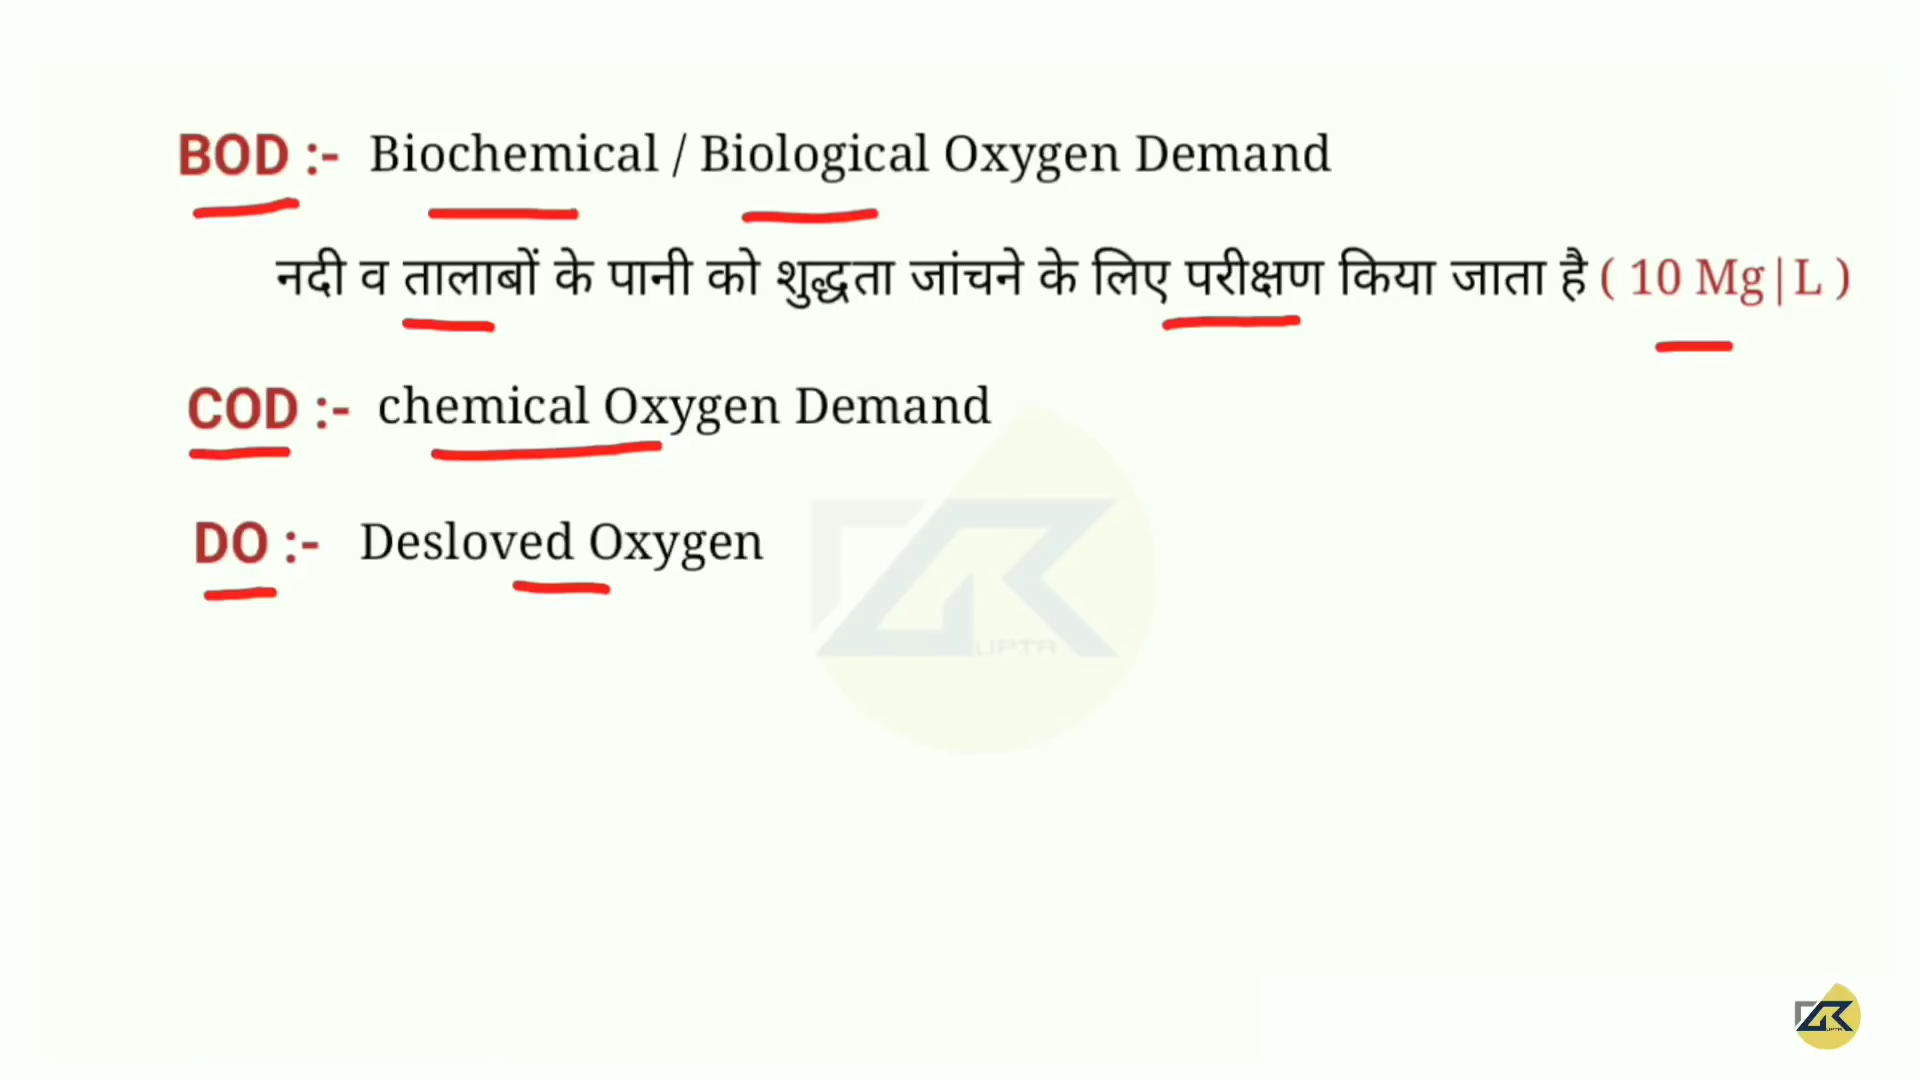 BOD :- Biochemical / Biological Oxygen Demand
नदी व तालाबों के पानी को शुद्धता जांचने के लिए परीक्षण किया जाता है ( 10 Mg|L )
COD :- chemical Oxygen Demand
DO :- Desloved Oxygen
UPTA